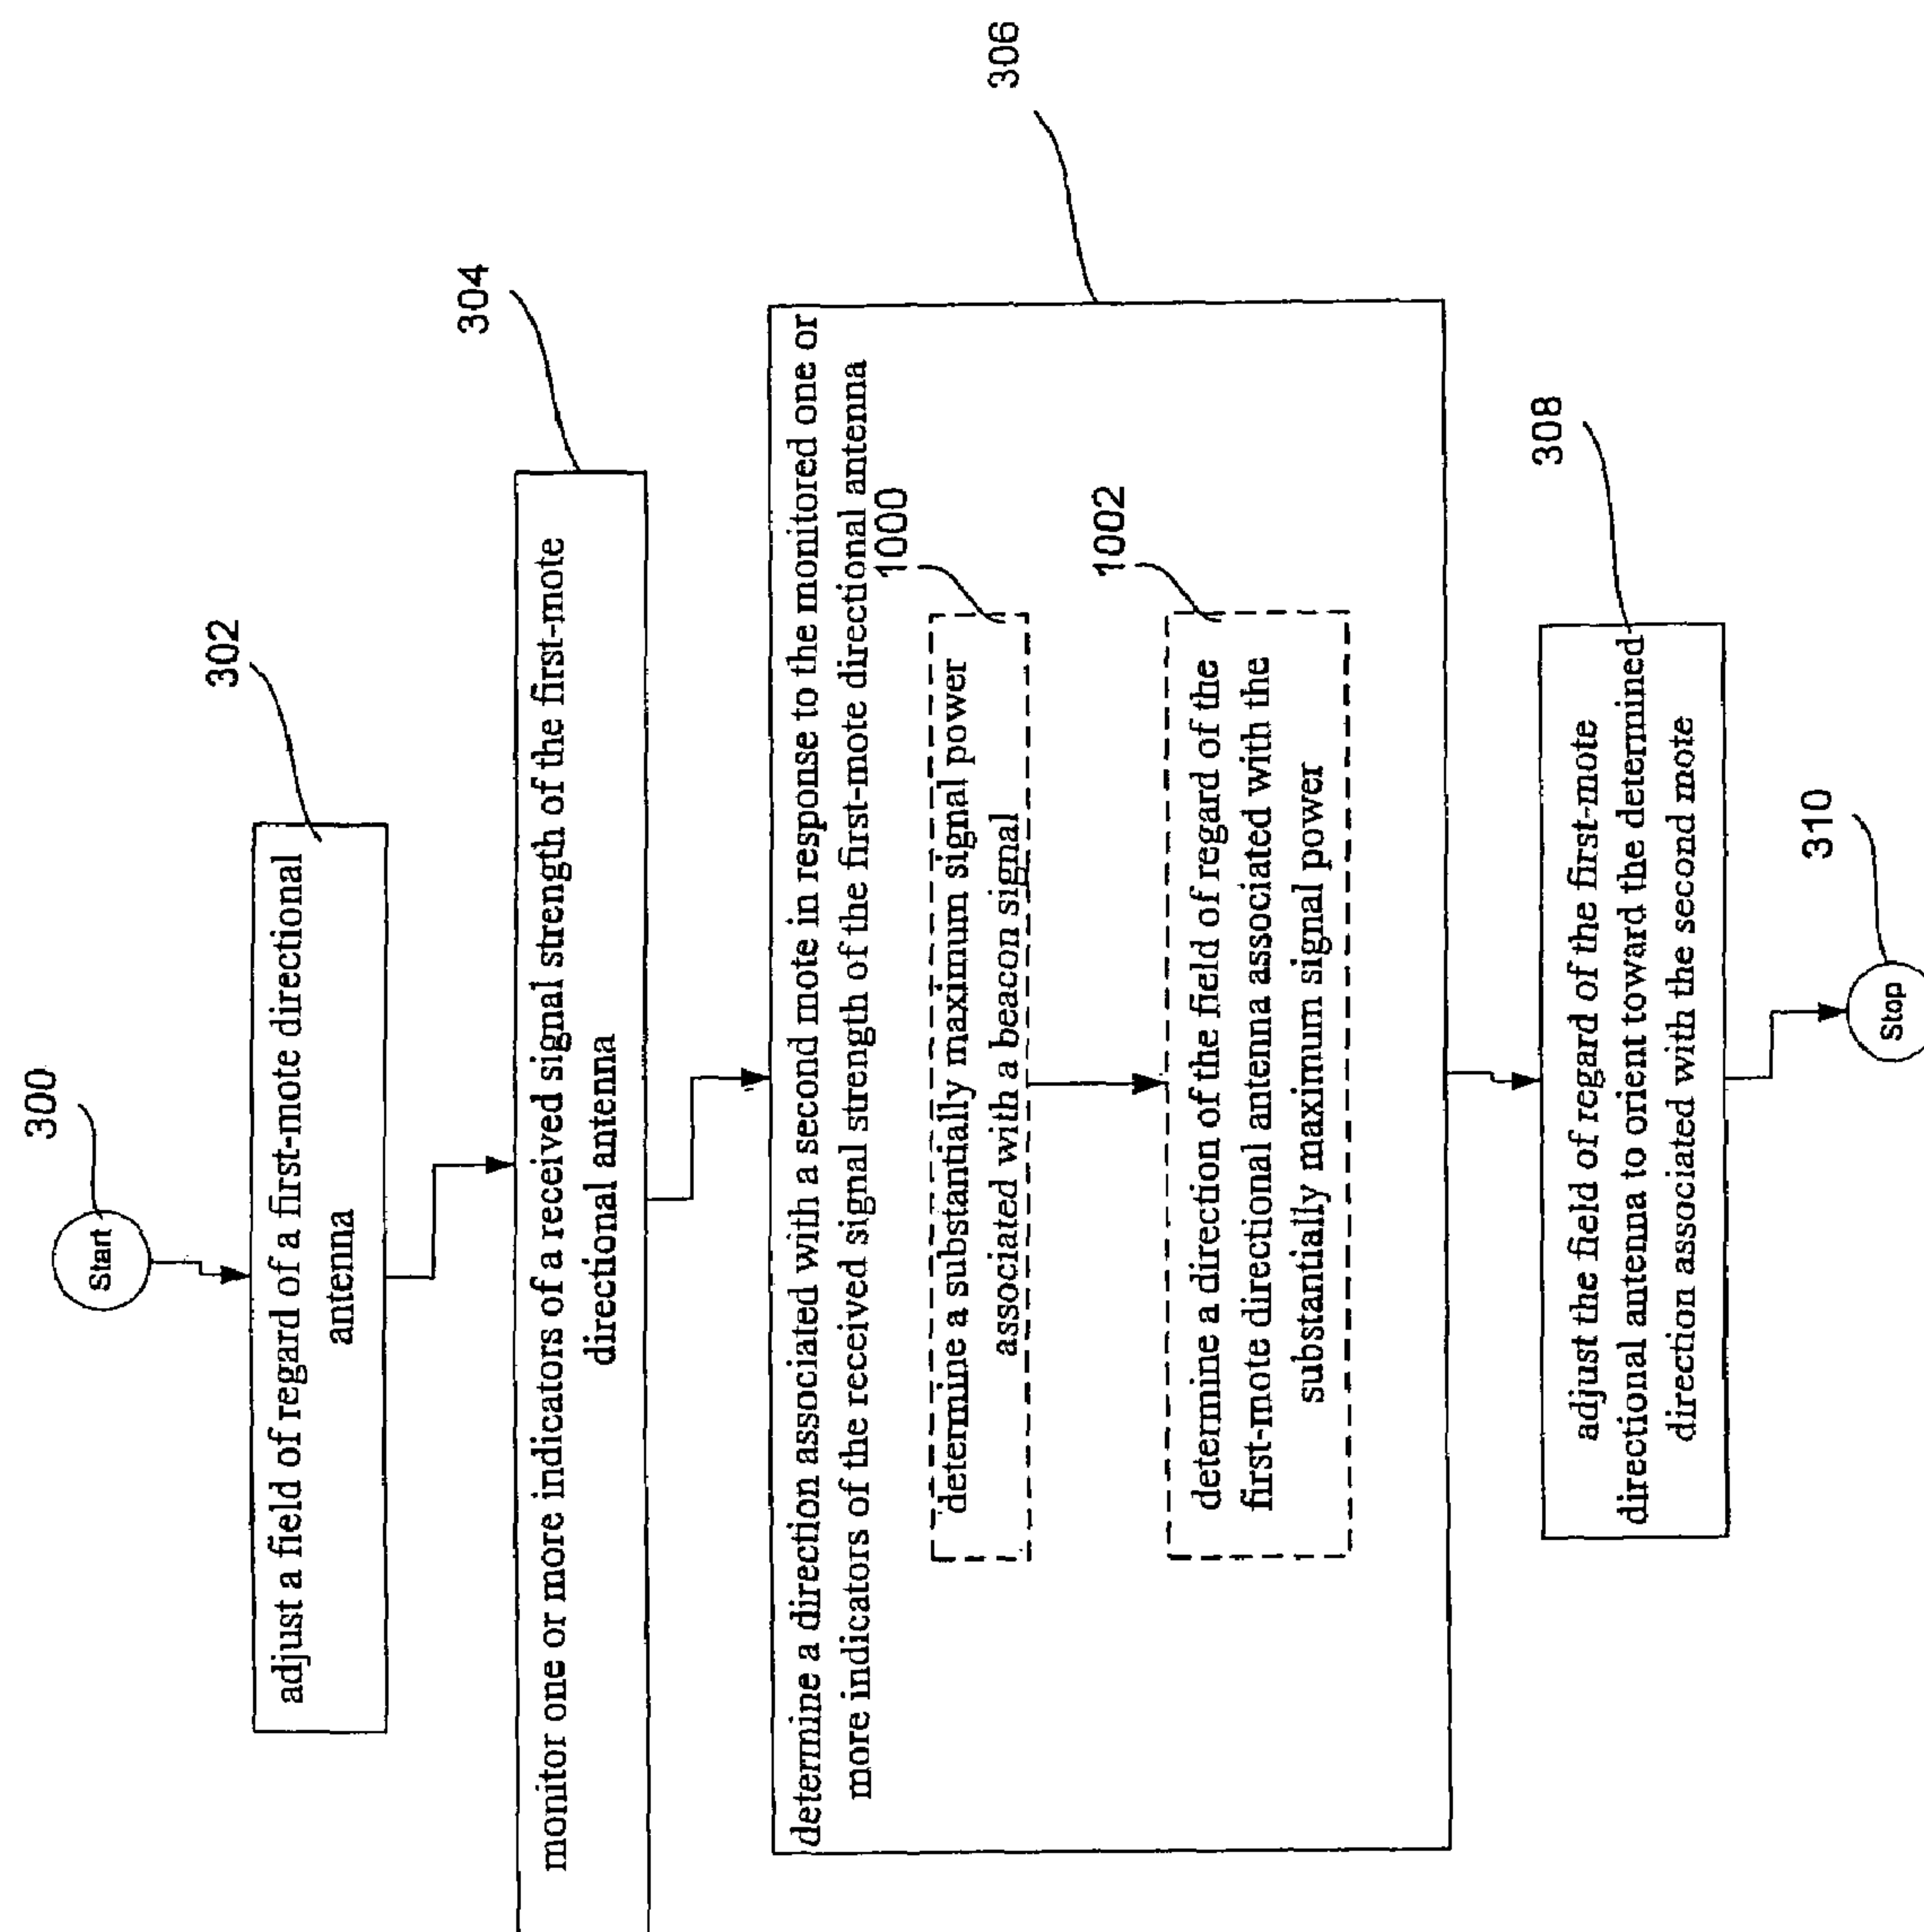 300
Start
302
adjust a field of regard of a first-mote directional
antenna
304
monitor one or more indicators of a received signal strength of the first-mote
directional antenna
306
determine a direction associated with a second mote in response to the monitored one or
more indicators of the received signal strength of the first-mote directional antenna
1000
determine a substantially maximum signal power
associated with a beacon signal
1002
determine a direction of the field of regard of the
first-mote directional antenna associated with the
substantially maximum signal power
308
adjust the field of regard of the first-mote
directional antenna to orient toward the determined
direction associated with the second mote
310
Stop